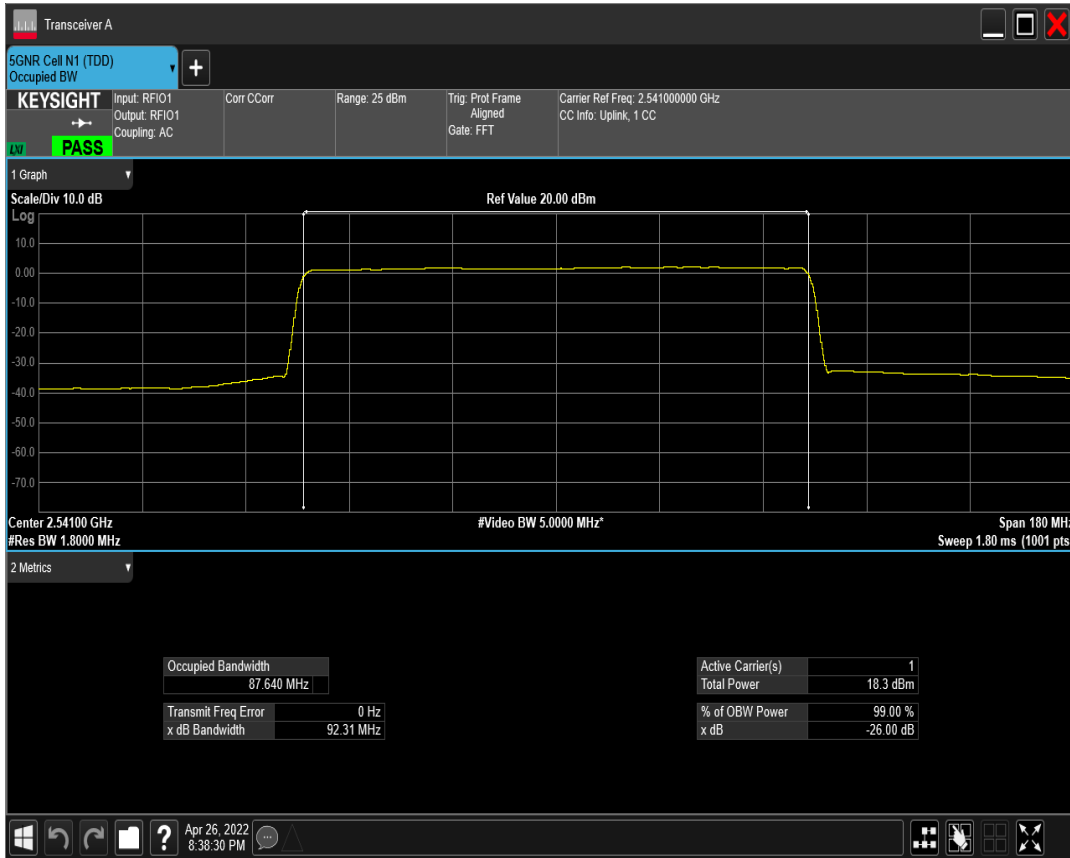 Transceiver A
5GNR Cell N1 (TDD)
Occupied BW
+
KEYSIGHT
LXI
PASS
Input: RFIO1
Output: RFIO1
Coupling: AC
Corr CCorr
Range: 25 dBm
Trig: Prot Frame
Aligned
Gate: FFT
Carrier Ref Freq: 2.541000000 GHz
CC Info: Uplink, 1 CC
1 Graph
Scale/Div 10.0 dB
Ref Value 20.00 dBm
Log
10.0
0.00
-10.0
-20.0
-30.0
-40.0
-50.0
-60.0
-70.0
Center 2.54100 GHz
#Video BW 5.0000 MHz*
Span 180 MHz
#Res BW 1.8000 MHz
Sweep 1.80 ms (1001 pts
2 Metrics
Occupied Bandwidth
87.640 MHz
Transmit Freq Error 0 Hz
x dB Bandwidth 92.31 MHz
Active Carrier(s) 1
Total Power 18.3 dBm
% of OBW Power 99.00 %
x dB -26.00 dB
?
Apr 26, 2022
8:38:30 PM